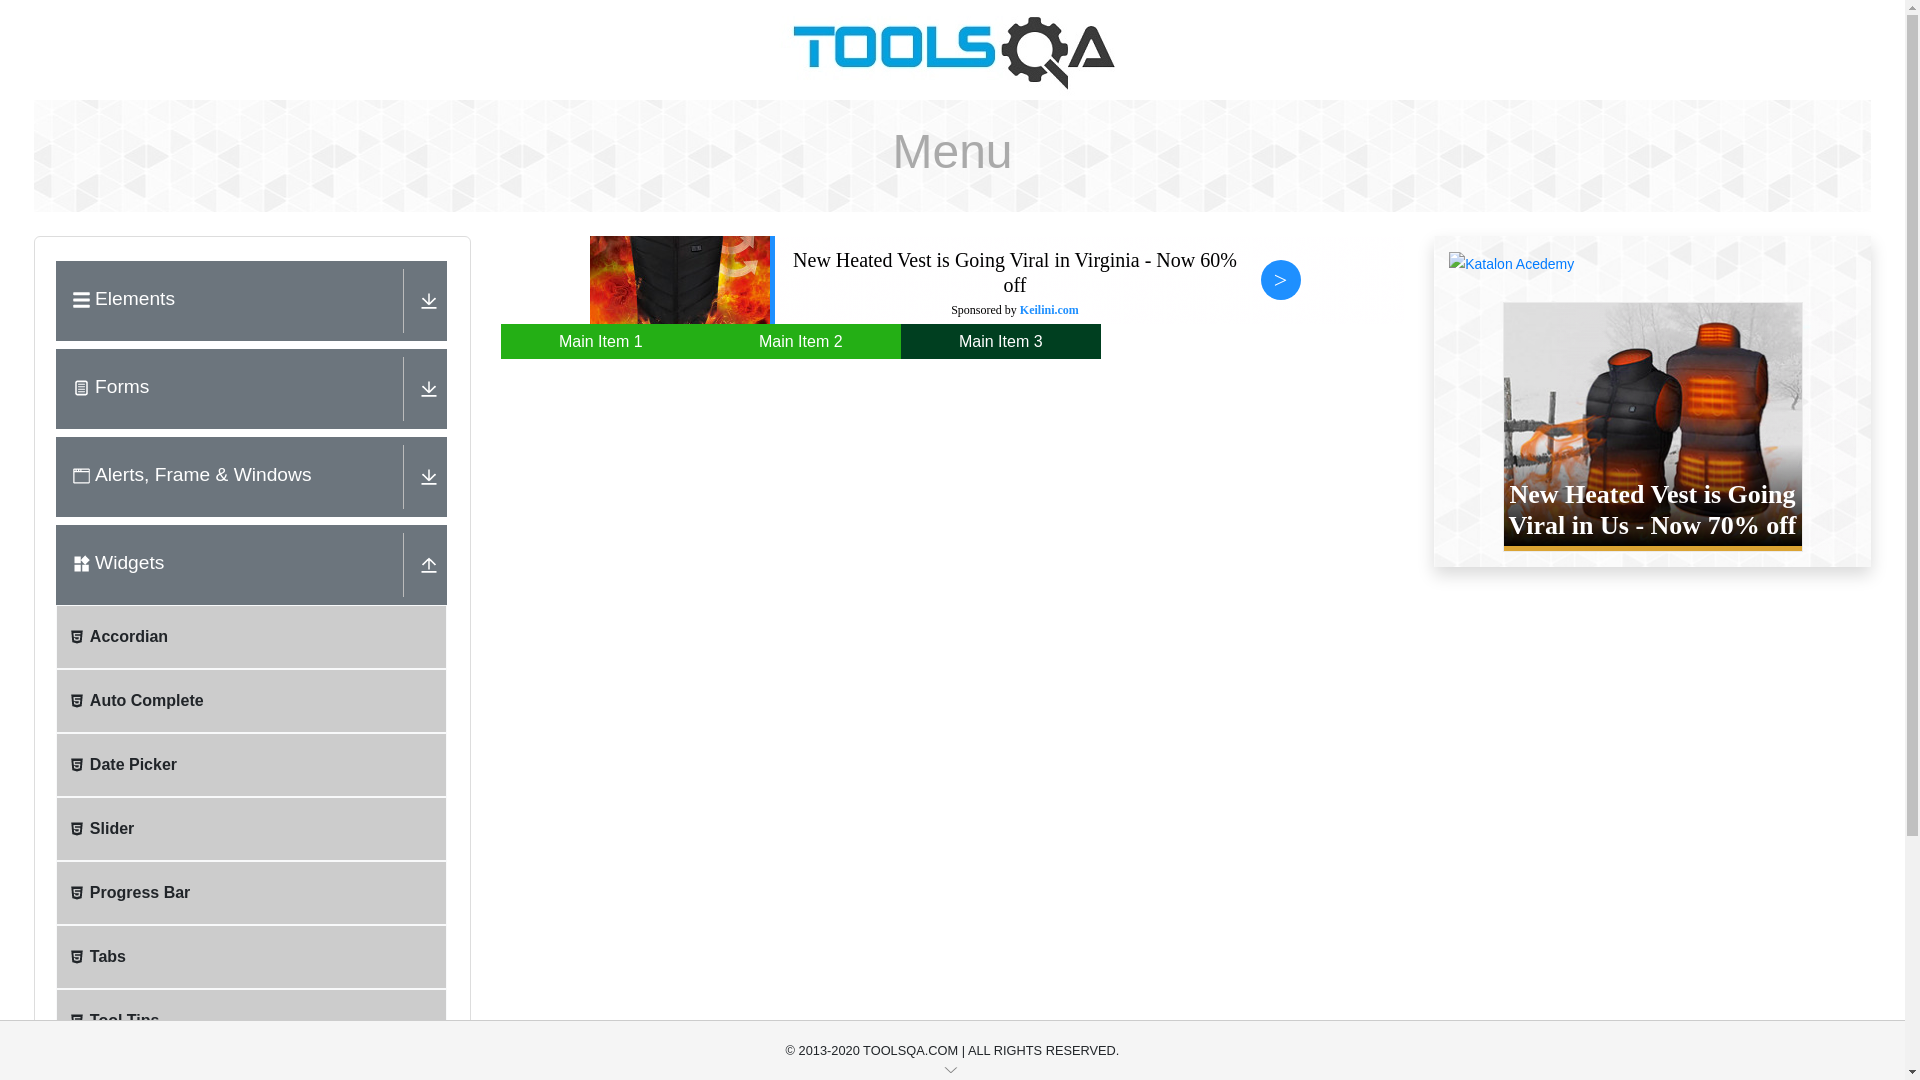 TOOLSQA
Menu
Elements
Forms
Alerts, Frame & Windows
Widgets
Accordian
Auto Complete
Date Picker
Slider
Progress Bar
Tabs
Tool Tips
New Heated Vest is Going Viral in Virginia - Now 60%
off
Sponsored by Keilini.com
>
Main Item 1
Main Item 2
Main Item 3
Katalon Acedemy
New Heated Vest is Going
Viral in Us - Now 70% off
© 2013-2020 TOOLSQA.COM | ALL RIGHTS RESERVED.